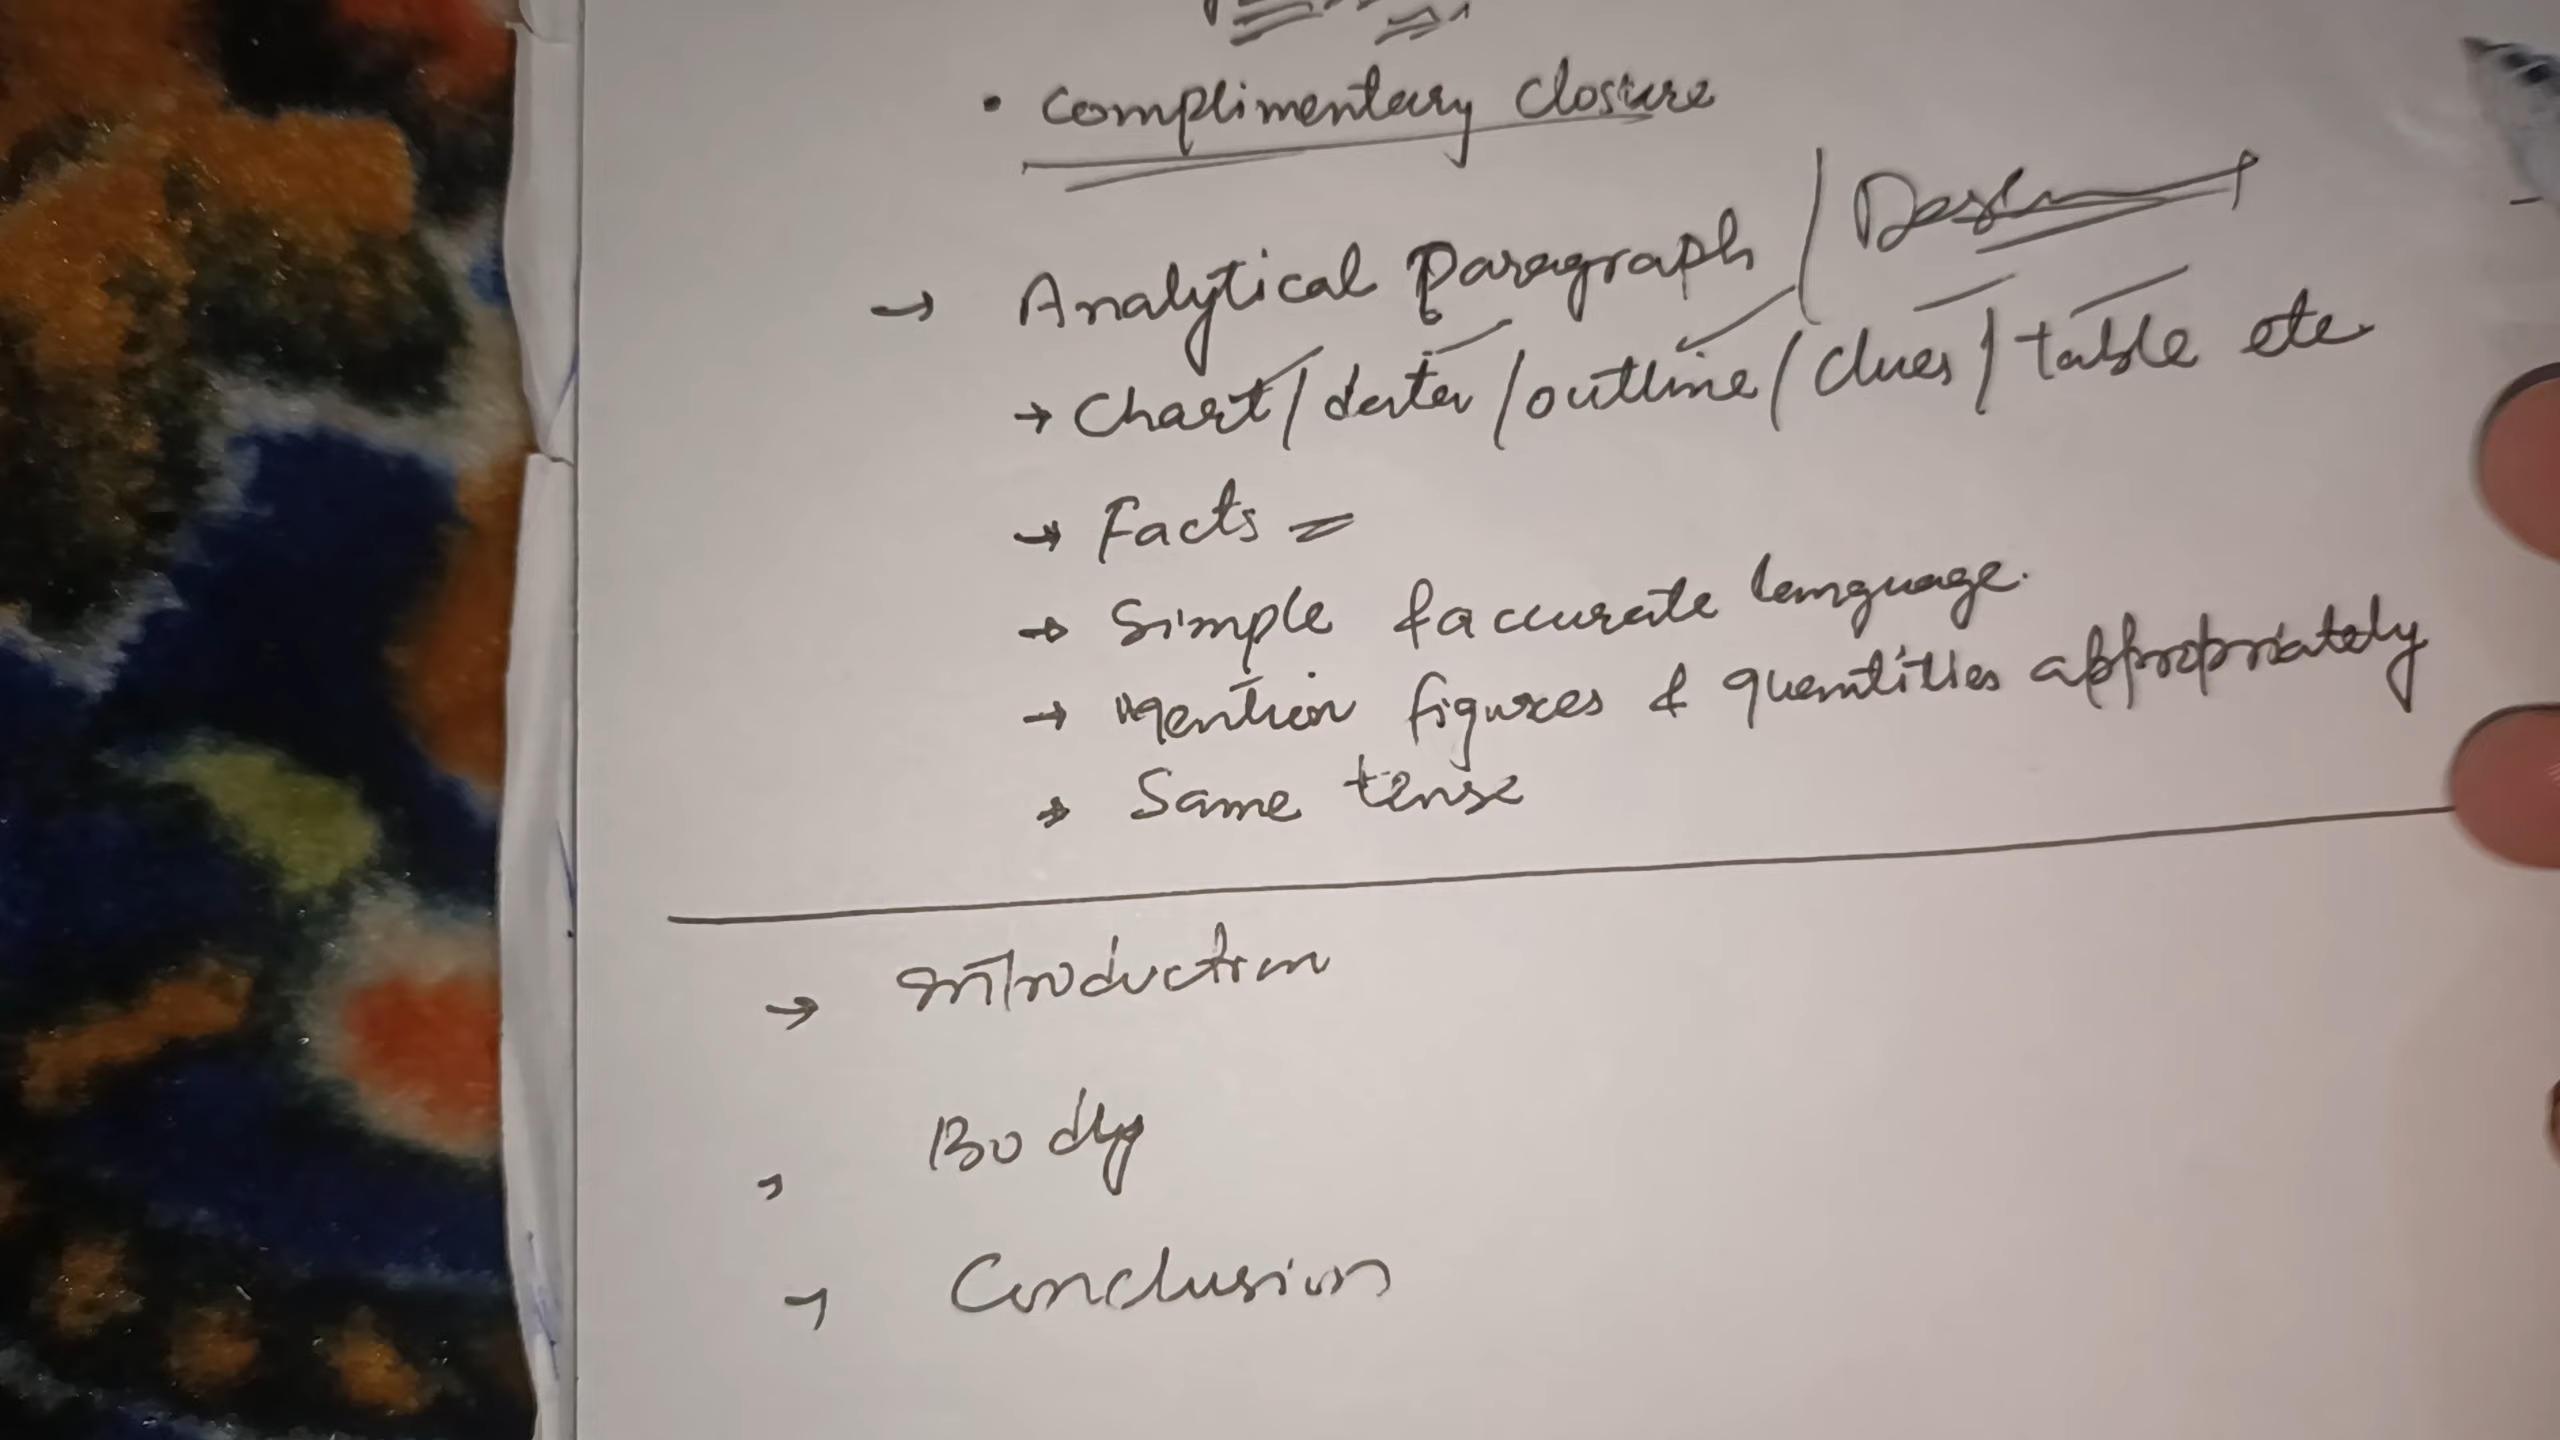 • Complimentary closure
→ Analytical Paragraph /
→ Chart / data / outline / clues / table etc
→ Facts =
→ Simple & accurate language.
→ Mention figures & quantities appropriately
→ Same tense
→ Introduction
→ Body
→ Conclusion